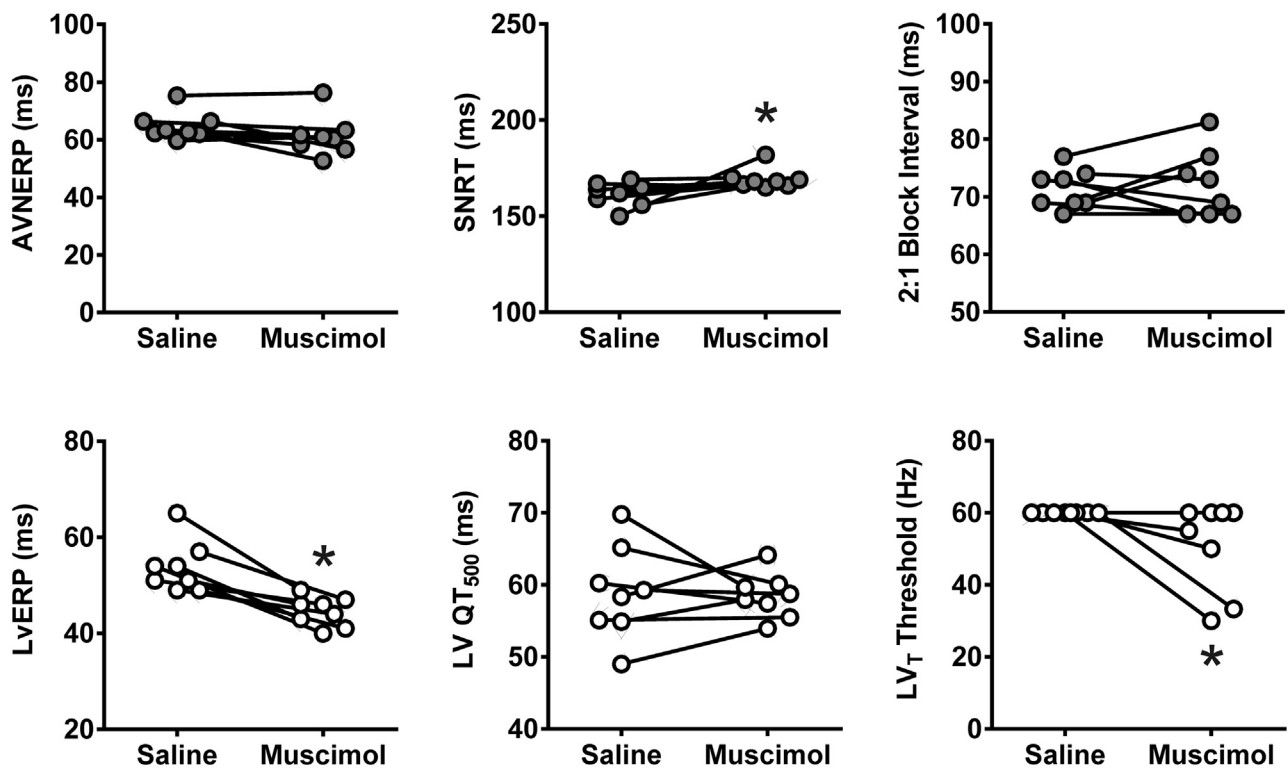 AVNERP (ms)
100
80
60
40
20
0
Saline Muscimol
SNRT (ms)
250
200
150
100
*
Saline Muscimol
2:1 Block Interval (ms)
100
90
80
70
60
50
Saline Muscimol
LvERP (ms)
80
60
40
20
*
Saline Muscimol
LV QT500 (ms)
80
70
60
50
40
Saline Muscimol
LVT Threshold (Hz)
80
60
40
20
0
*
Saline Muscimol